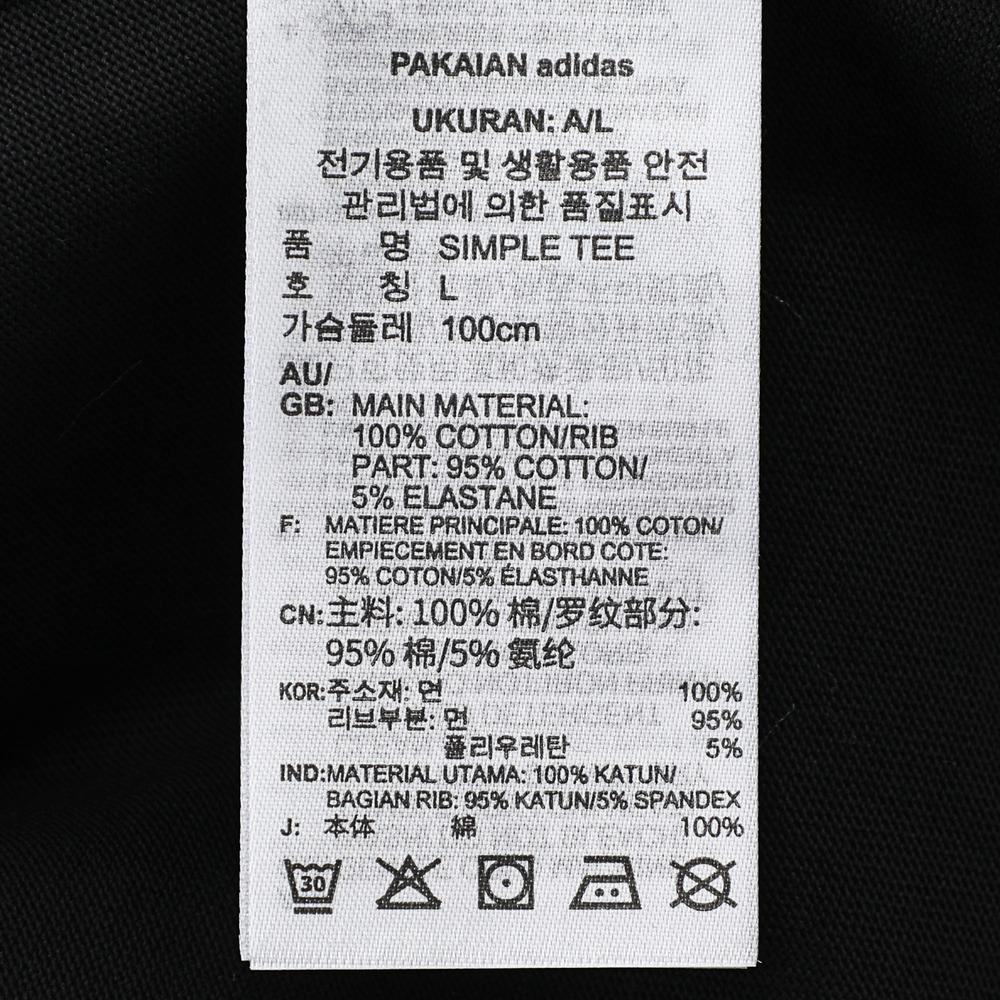 PAKAIAN adidas
UKURAN: A/L
전기용품 및 생활용품 안전
관리법에 의한 품질표시
품 명 SIMPLE TEE
호 칭 L
가슴둘레 100cm
AU/
GB: MAIN MATERIAL:
100% COTTON/RIB
PART: 95% COTTON/
5% ELASTANE
F: MATIERE PRINCIPALE: 100% COTON/
EMPIECEMENT EN BORD COTE:
95% COTON/5% ÉLASTHANNE
CN: 主料: 100% 棉/罗纹部分:
95% 棉/5% 氨纶
KOR: 주소재: 면 100%
리브부분: 면 95%
폴리우레탄 5%
IND: MATERIAL UTAMA: 100% KATUN/
BAGIAN RIB: 95% KATUN/5% SPANDEX
J: 本体 綿 100%
30